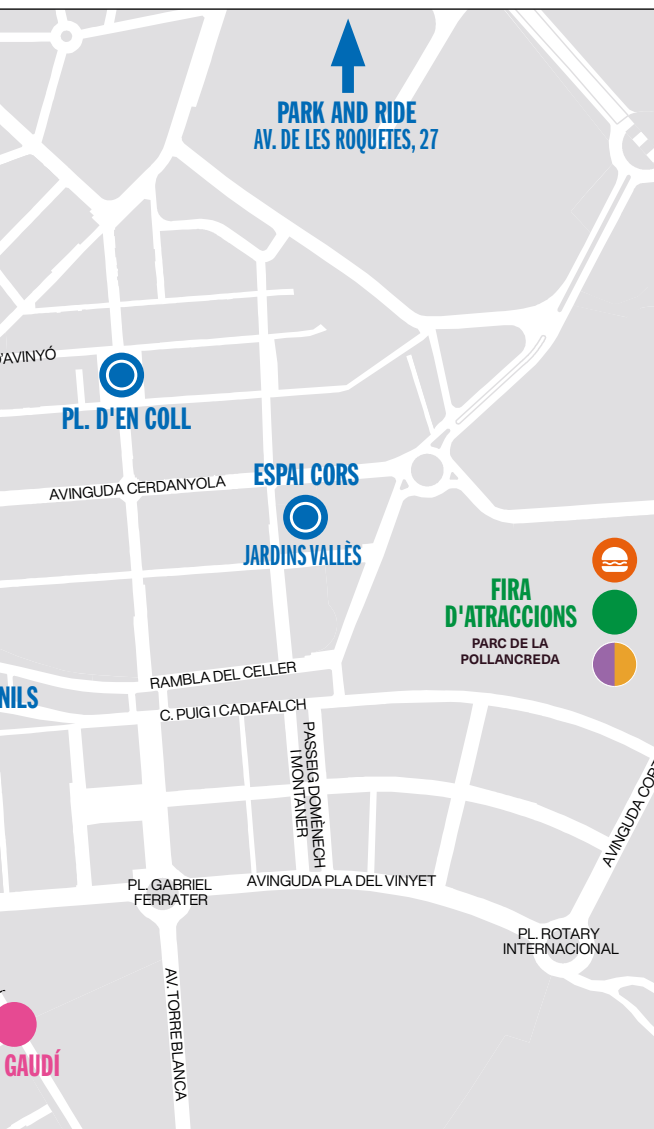 PARK AND RIDE
AV. DE LES ROQUETES, 27
D'AVINYÓ
PL. D'EN COLL
AVINGUDA CERDANYOLA
ESPAI CORS
JARDINS VALLÈS
FIRA
D'ATRACCIONS
PARC DE LA
POLLANCREDA
RAMBLA DEL CELLER
NILS
C. PUIG I CADAFALCH
PASSEIG DOMÈNECH
I MONTANER
AVINGUDA COR
PL. GABRIEL
FERRATER
AVINGUDA PLA DEL VINYET
PL. ROTARY
INTERNACIONAL
AV. TORRE BLANCA
GAUDÍ